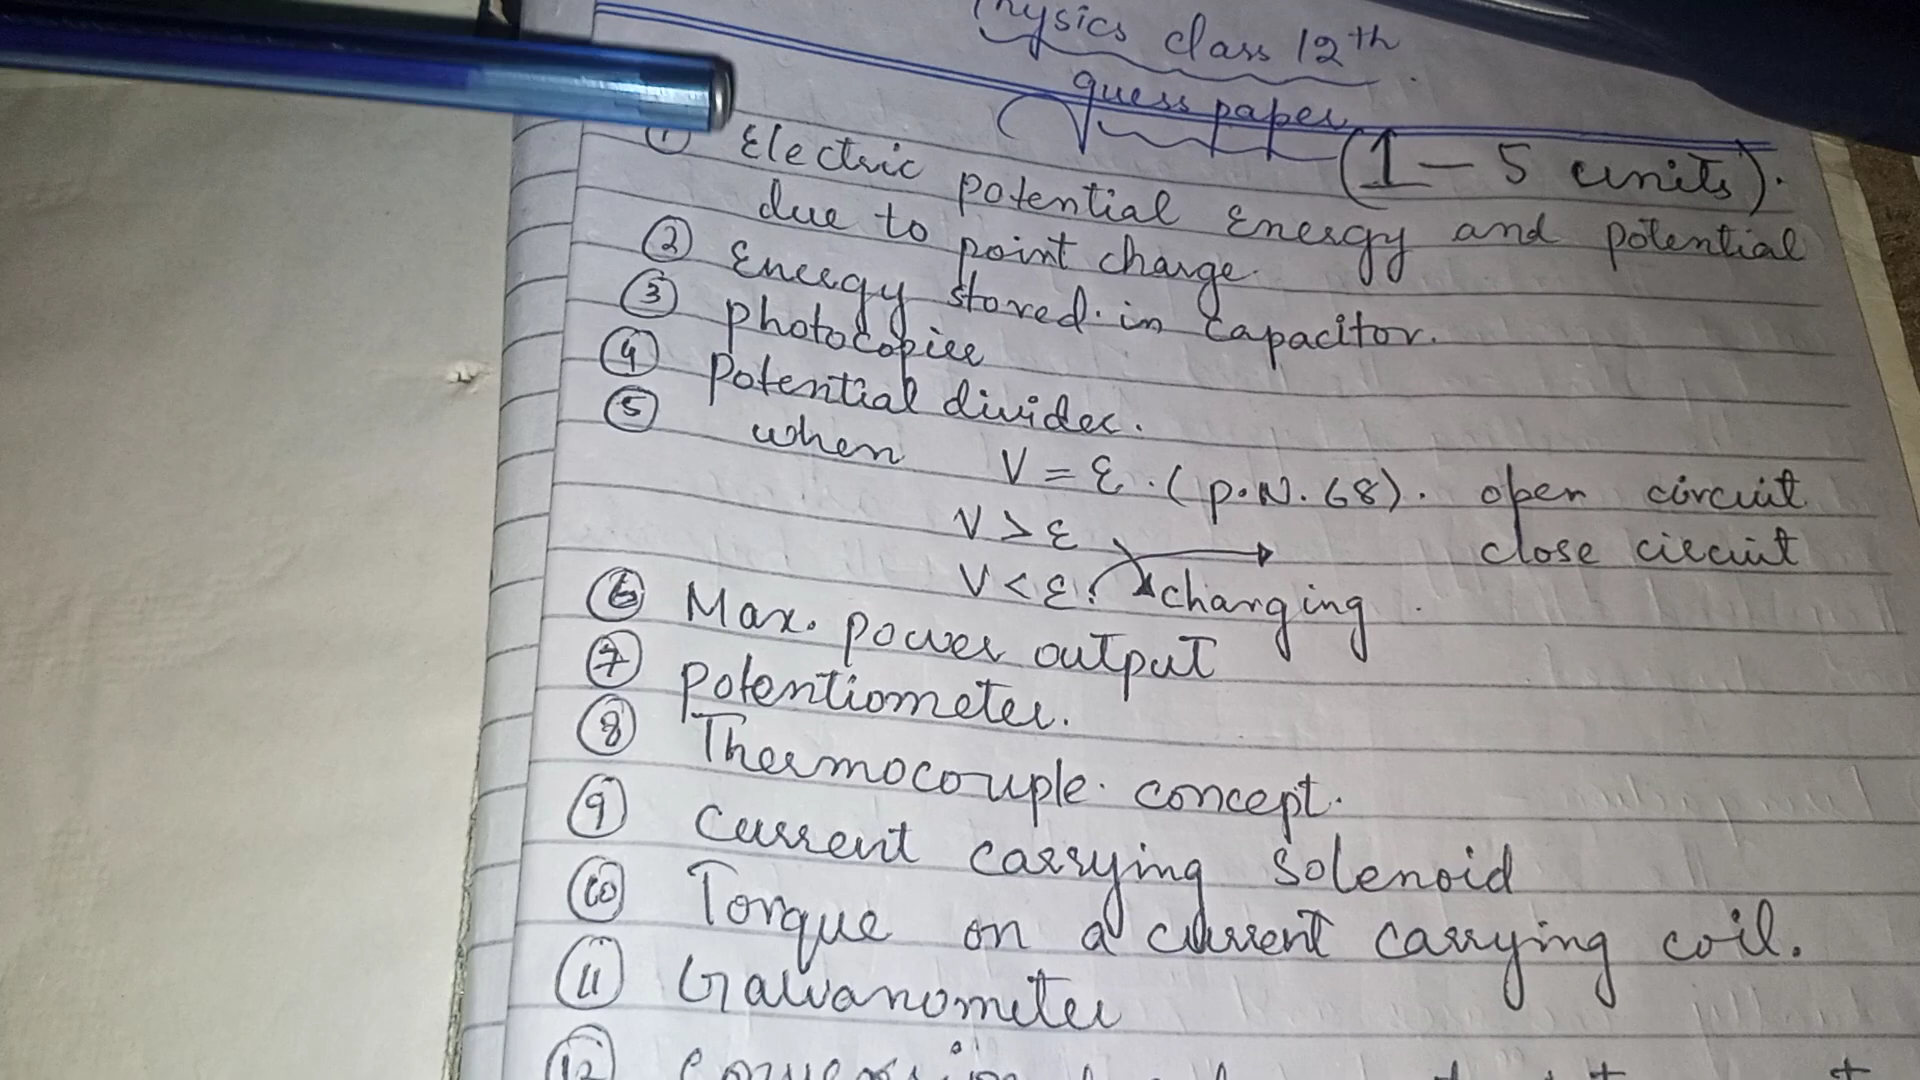 Physics class 12th
guess paper
(1 - 5 units).
① Electric potential Energy and potential
due to point charge.
② Energy stored in capacitor.
③ photocopier
④ potential divider.
⑤ when V = ε. (p.N. 68). open circuit
V > ε close circuit
V < ε. charging
⑥ Max. power output
⑦ potentiometer.
⑧ Thermocouple concept.
⑨ Current carrying solenoid
⑩ Torque on a current carrying coil.
⑪ Galvanometer
⑫